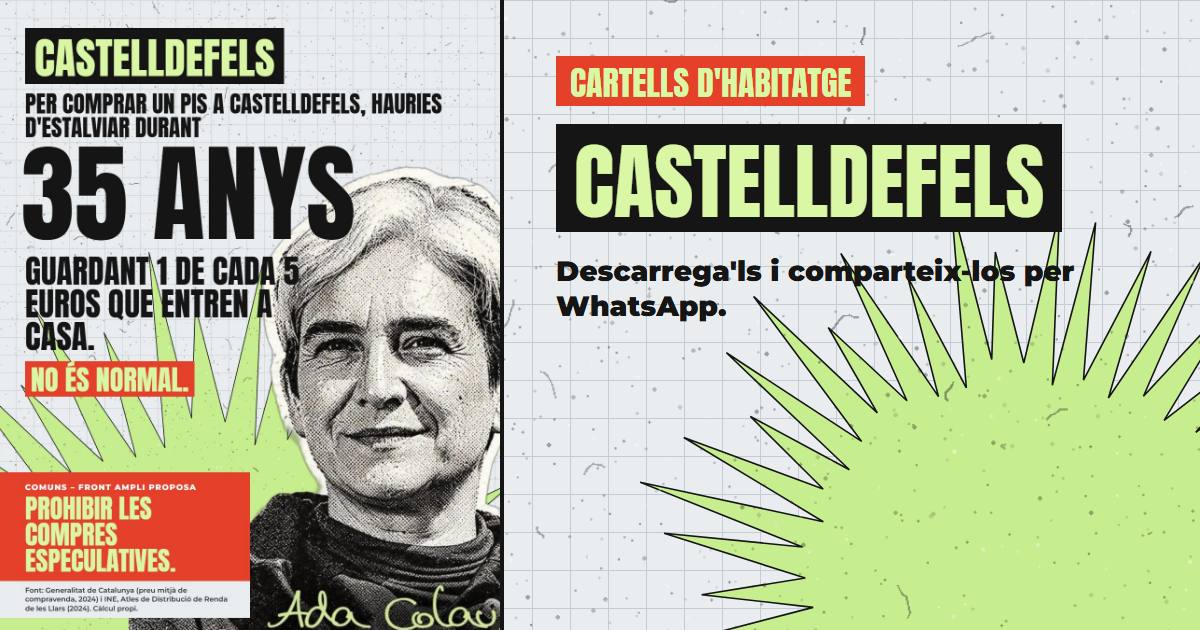 CASTELLDEFELS
PER COMPRAR UN PIS A CASTELLDEFELS, HAURIES
D'ESTALVIAR DURANT
35 ANYS
GUARDANT 1 DE CADA 5
EUROS QUE ENTREN A
CASA.
NO ÉS NORMAL.
COMUNS – FRONT AMPLI PROPOSA
PROHIBIR LES
COMPRES
ESPECULATIVES.
Font: Generalitat de Catalunya (preu mitjà de
compravenda, 2024) i INE, Atles de Distribució de Renda
de les Llars (2024). Càlcul propi.
Ada Colau
CARTELLS D'HABITATGE
CASTELLDEFELS
Descarrega'ls i comparteix-los per
WhatsApp.